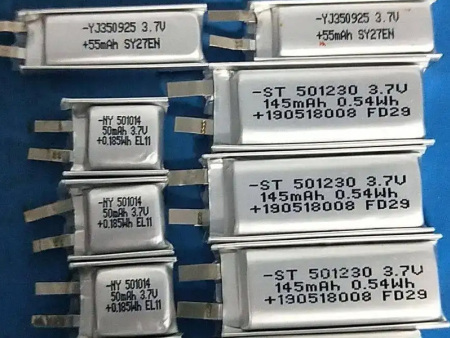 -YJ350925 3.7V
+55mAh SY27EN
-YJ350925 3.7V
+55mAh SY27EN
-ST 501230 3.7V
145mAh 0.54Wh
+190518008 FD29
-NY 501014
50mAh 3.7V
+0.185Wh EL11
-ST 501230 3.7V
145mAh 0.54Wh
+190518008 FD29
-NY 501014
50mAh 3.7V
+0.185Wh EL11
-ST 501230 3.7V
145mAh 0.54Wh
+190518008 FD29
-NY 501014
50mAh 3.7V
+0.185Wh EL11